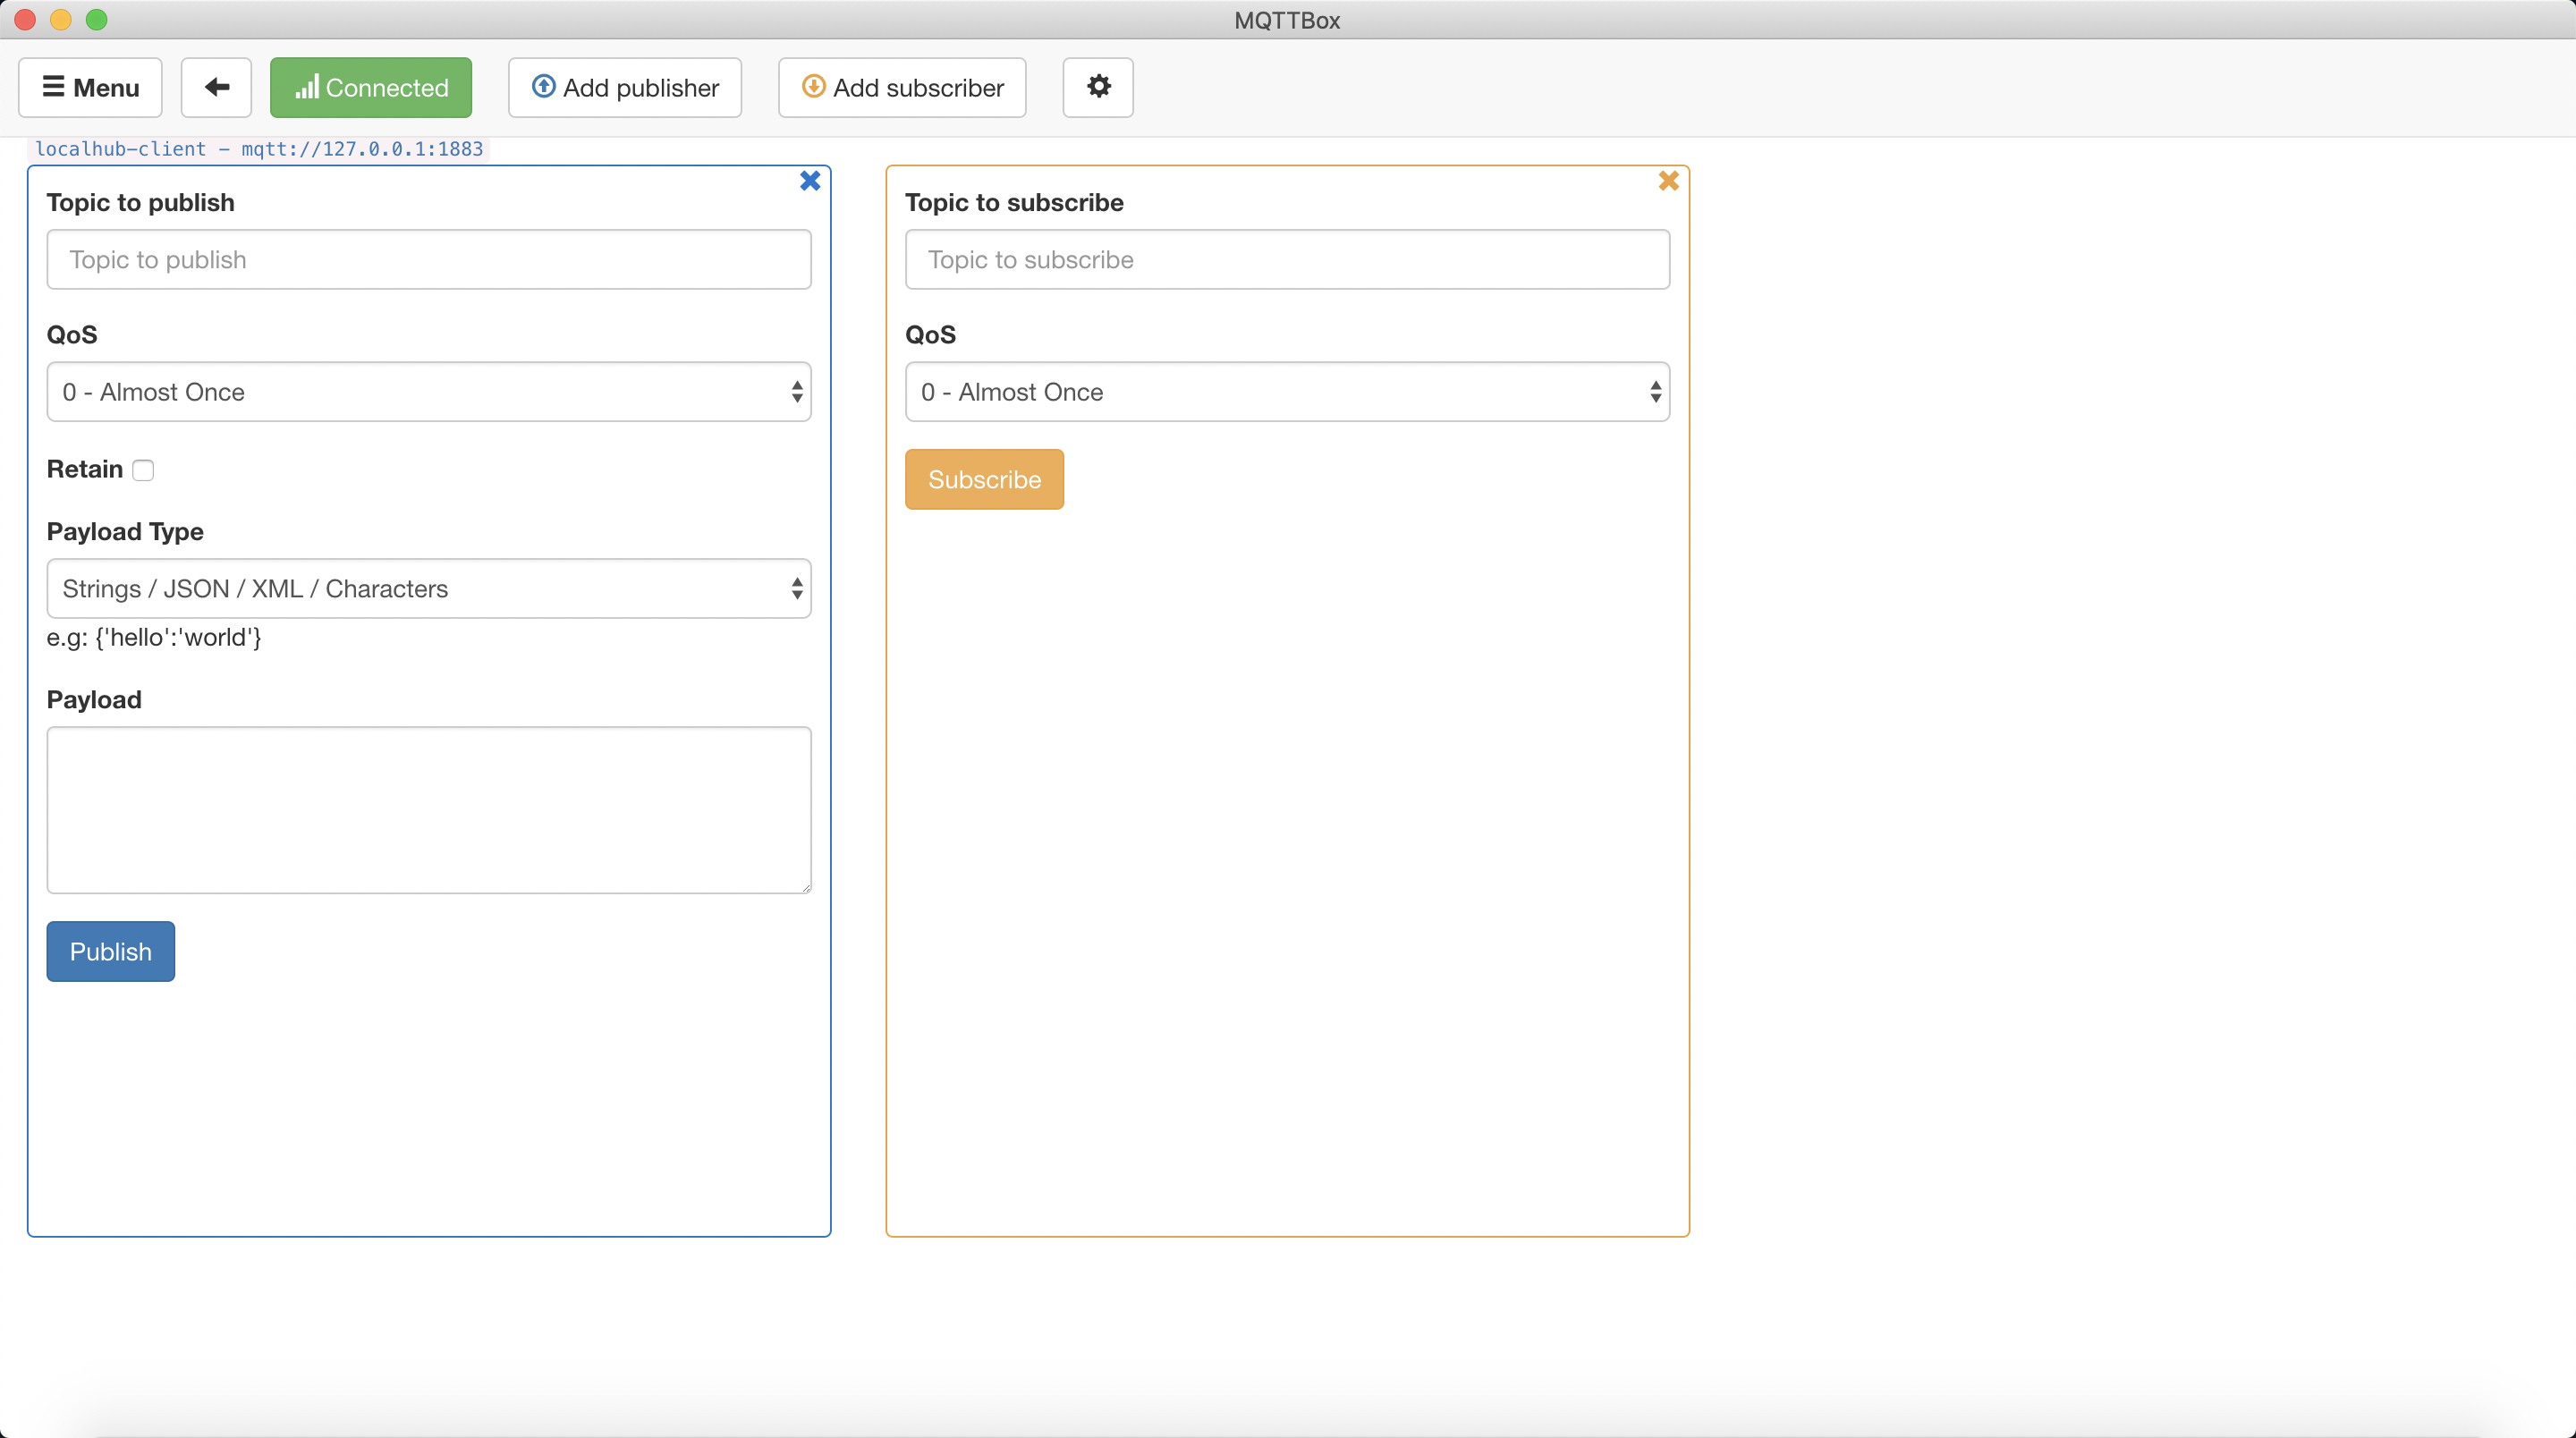 MQTTBox
Menu
Connected
Add publisher
Add subscriber
localhub-client - mqtt://127.0.0.1:1883
Topic to publish
Topic to publish
QoS
0 - Almost Once
Retain
Payload Type
Strings / JSON / XML / Characters
e.g: {'hello':'world'}
Payload
Publish
Topic to subscribe
Topic to subscribe
QoS
0 - Almost Once
Subscribe